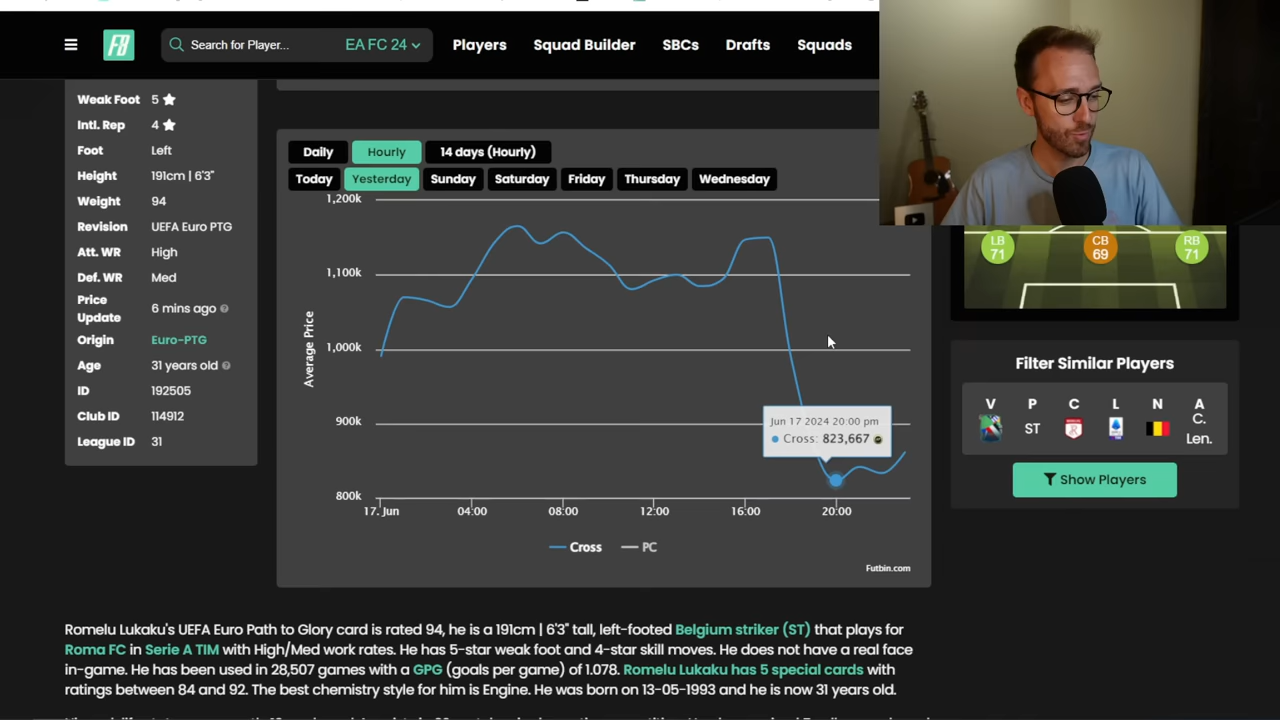 FB
Search for Player...
EA FC 24
Players
Squad Builder
SBCs
Drafts
Squads
Weak Foot 5
Intl. Rep 4
Foot Left
Height 191cm | 6'3"
Weight 94
Revision UEFA Euro PTG
Att. WR High
Def. WR Med
Price
Update
6 mins ago
Origin Euro-PTG
Age 31 years old
ID 192505
Club ID 114912
League ID 31
Daily Hourly 14 days (Hourly)
Today Yesterday Sunday Saturday Friday Thursday Wednesday
Average Price
1,200k
1,100k
1,000k
900k
800k
Jun 17 2024 20:00 pm
Cross: 823,667
17. Jun 04:00 08:00 12:00 16:00 20:00
Cross PC
Futbin.com
LB
71
CB
69
RB
71
Filter Similar Players
V P C L N A
ST
C.
Len.
Show Players
Romelu Lukaku's UEFA Euro Path to Glory card is rated 94, he is a 191cm | 6'3" tall, left-footed Belgium striker (ST) that plays for
Roma FC in Serie A TIM with High/Med work rates. He has 5-star weak foot and 4-star skill moves. He does not have a real face
in-game. He has been used in 28,507 games with a GPG (goals per game) of 1.078. Romelu Lukaku has 5 special cards with
ratings between 84 and 92. The best chemistry style for him is Engine. He was born on 13-05-1993 and he is now 31 years old.